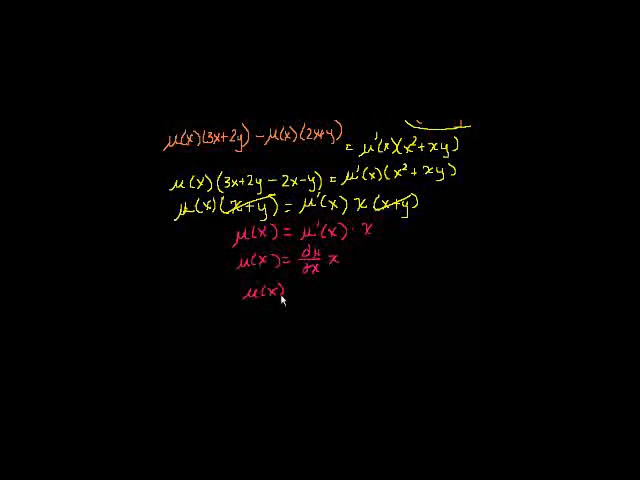 μ(x)(3x+2y) - μ(x)(2x+y) = μ'(x)(x²+xy)
μ(x)(3x+2y-2x-y) = μ'(x)(x²+xy)
μ(x)(x+y) = μ'(x) x (x+y)
μ(x) = μ'(x) · x
μ(x) = dμ/dx x
μ(x)